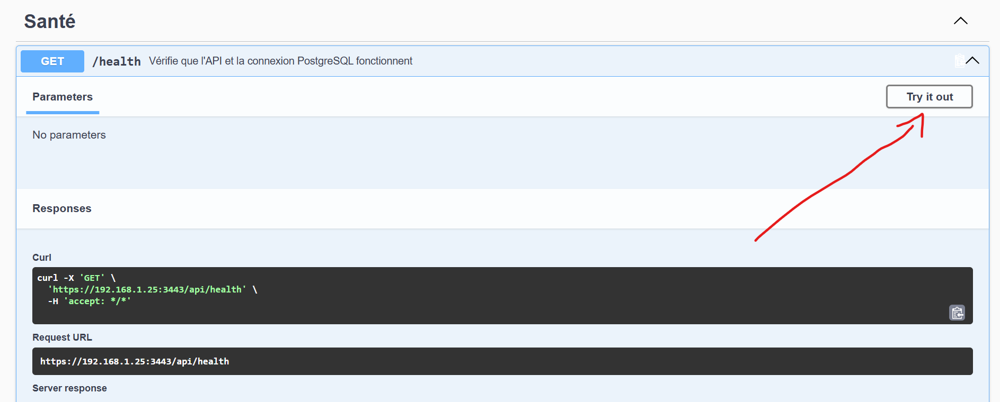 Santé
GET /health Vérifie que l'API et la connexion PostgreSQL fonctionnent
Parameters
Try it out
No parameters
Responses
Curl
curl -X 'GET' \
'https://192.168.1.25:3443/api/health' \
-H 'accept: */*'
Request URL
https://192.168.1.25:3443/api/health
Server response